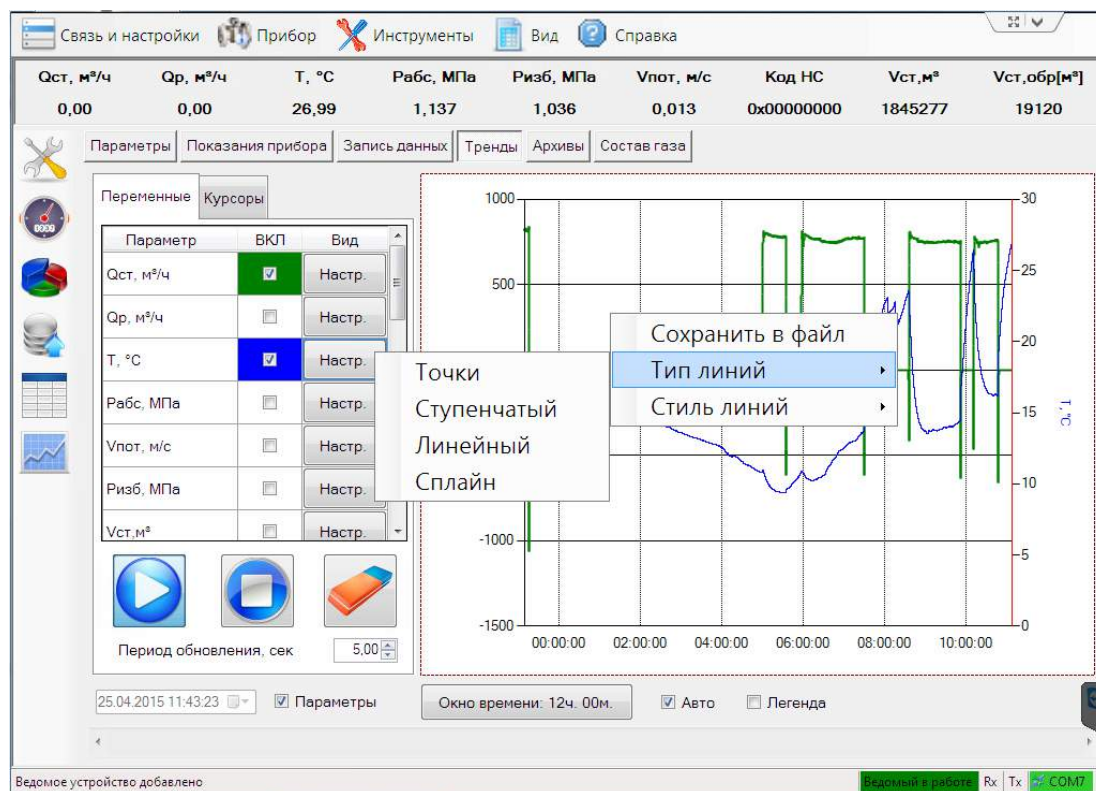 Связь и настройки Прибор Инструменты Вид Справка
Qст, м³/ч Qр, м³/ч T, °C Рабс, МПа Ризб, МПа Vпот, м/с Код НС Vст,м³ Vст,обр[м³]
0,00 0,00 26,99 1,137 1,036 0,013 0x00000000 1845277 19120
Параметры Показания прибора Запись данных Тренды Архивы Состав газа
Переменные Курсоры
Параметр ВКЛ Вид
Qст, м³/ч Настр.
Qр, м³/ч Настр.
T, °C Настр.
Рабс, МПа Настр.
Vпот, м/с Настр.
Ризб, МПа Настр.
Vст,м³ Настр.
Точки
Ступенчатый
Линейный
Сплайн
Сохранить в файл
Тип линий
Стиль линий
1000
500
-1000
-1500
30
25
20
15
10
5
0
T,°C
00:00:00 02:00:00 04:00:00 06:00:00 08:00:00 10:00:00
Период обновления, сек 5,00
25.04.2015 11:43:23 Параметры Окно времени: 12ч. 00м. Авто Легенда
Ведомое устройство добавлено Ведомый в работе Rx Tx COM7